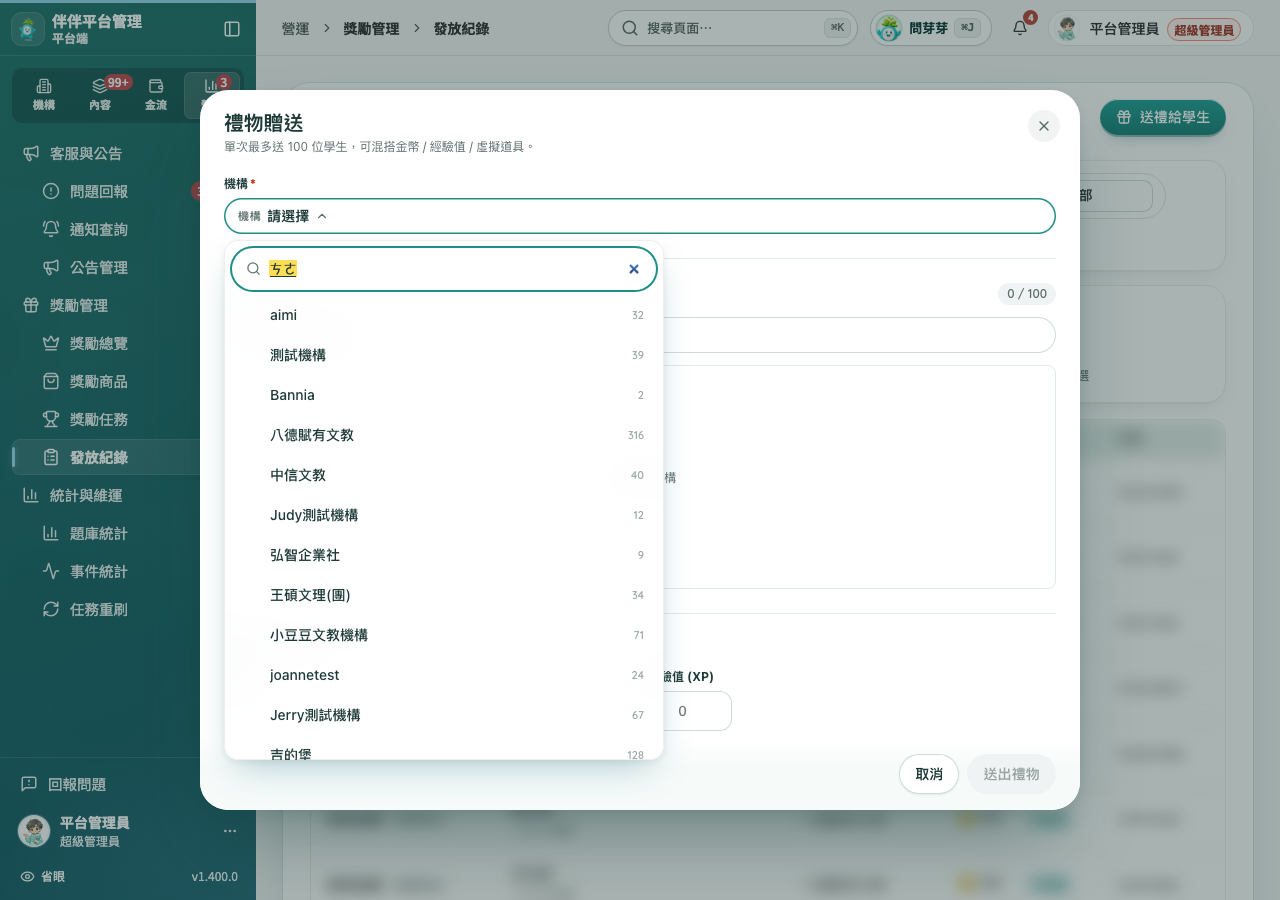 伴伴平台管理
平台端
機構
內容
99+
金流
3
客服與公告
問題回報
通知查詢
公告管理
獎勵管理
獎勵總覽
獎勵商品
獎勵任務
發放紀錄
統計與維運
題庫統計
事件統計
任務重刷
回報問題
平台管理員
超級管理員
省眼
v1.400.0
營運 > 獎勵管理 > 發放紀錄
搜尋頁面…
⌘K
問芽芽
⌘J
4
平台管理員
超級管理員
送禮給學生
部
選
禮物贈送
單次最多送 100 位學生，可混搭金幣 / 經驗值 / 虛擬道具。
機構 *
機構 請選擇
ㄘㄜ
0 / 100
aimi 32
測試機構 39
Bannia 2
八德賦有文教 316
中信文教 40
構
Judy測試機構 12
弘智企業社 9
王碩文理(團) 34
小豆豆文教機構 71
joannetest 24
驗值 (XP)
Jerry測試機構 67
0
吉的堡 128
取消
送出禮物